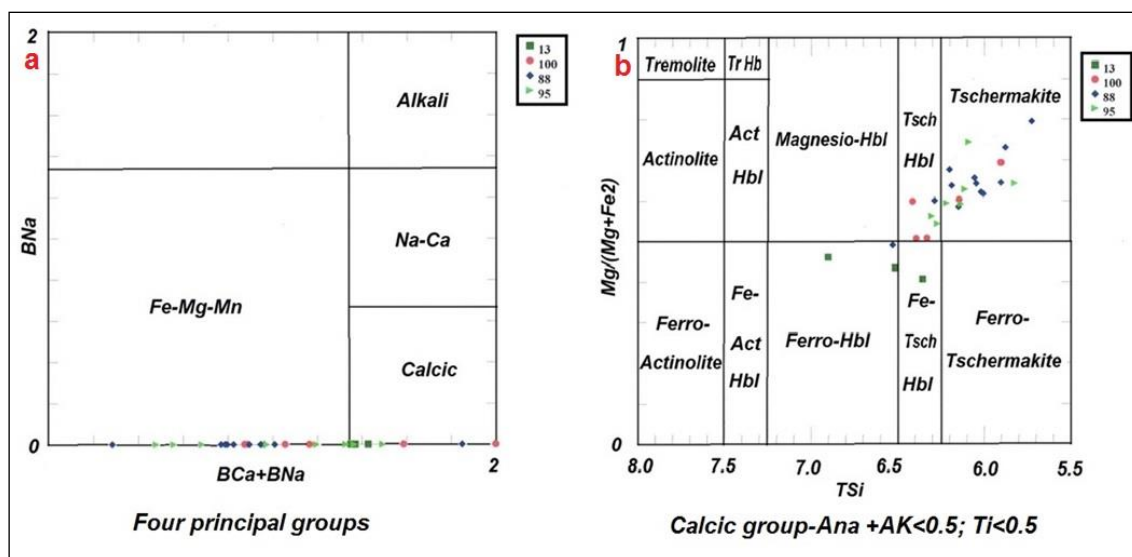 a
2
BNa
Alkali
Na-Ca
Fe-Mg-Mn
Calcic
0
BCa+BNa
2
Four principal groups
13
100
88
95
b
1
Mg/(Mg+Fe2)
Tremolite
Tr Hb
Actinolite
Act
Hbl
Magnesio-Hbl
Tsch
Hbl
Tschermakite
Ferro-
Actinolite
Fe-
Act
Hbl
Ferro-Hbl
Fe-
Tsch
Hbl
Ferro-
Tschermakite
0
8.0
7.5
7.0
6.5
6.0
5.5
TSi
Calcic group-Ana +AK<0.5; Ti<0.5
13
100
88
95